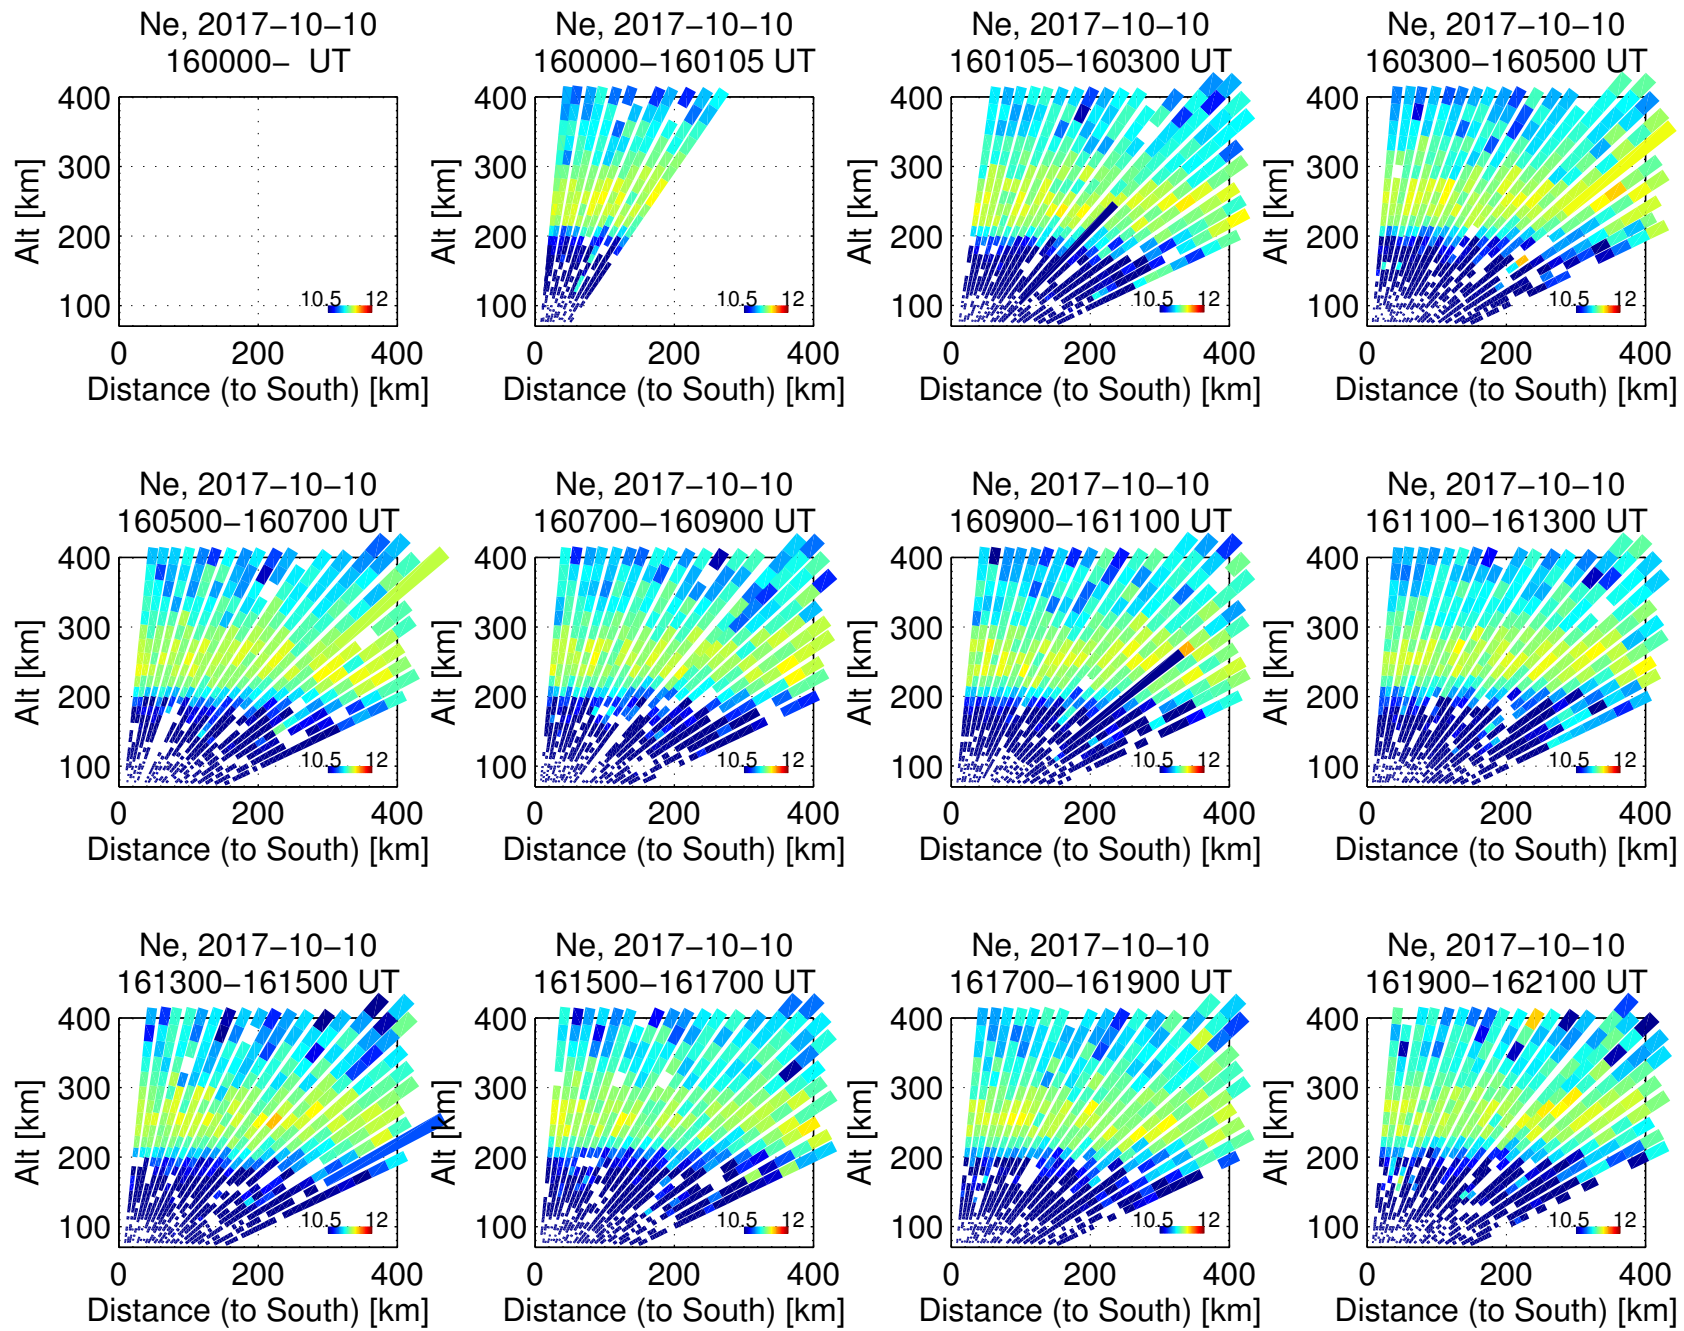 Ne, 2017−10−10
160000−  UT
Ne, 2017−10−10
160000−160105 UT
Ne, 2017−10−10
160105−160300 UT
Ne, 2017−10−10
160300−160500 UT
Alt [km]
400
300
200
100
10.5 12
0 200 400
Distance (to South) [km]
Alt [km]
400
300
200
100
10.5 12
0 200 400
Distance (to South) [km]
Alt [km]
400
300
200
100
10.5 12
0 200 400
Distance (to South) [km]
Alt [km]
400
300
200
100
10.5 12
0 200 400
Distance (to South) [km]
Ne, 2017−10−10
160500−160700 UT
Ne, 2017−10−10
160700−160900 UT
Ne, 2017−10−10
160900−161100 UT
Ne, 2017−10−10
161100−161300 UT
Alt [km]
400
300
200
100
10.5 12
0 200 400
Distance (to South) [km]
Alt [km]
400
300
200
100
10.5 12
0 200 400
Distance (to South) [km]
Alt [km]
400
300
200
100
10.5 12
0 200 400
Distance (to South) [km]
Alt [km]
400
300
200
100
10.5 12
0 200 400
Distance (to South) [km]
Ne, 2017−10−10
161300−161500 UT
Ne, 2017−10−10
161500−161700 UT
Ne, 2017−10−10
161700−161900 UT
Ne, 2017−10−10
161900−162100 UT
Alt [km]
400
300
200
100
10.5 12
0 200 400
Distance (to South) [km]
Alt [km]
400
300
200
100
10.5 12
0 200 400
Distance (to South) [km]
Alt [km]
400
300
200
100
10.5 12
0 200 400
Distance (to South) [km]
Alt [km]
400
300
200
100
10.5 12
0 200 400
Distance (to South) [km]